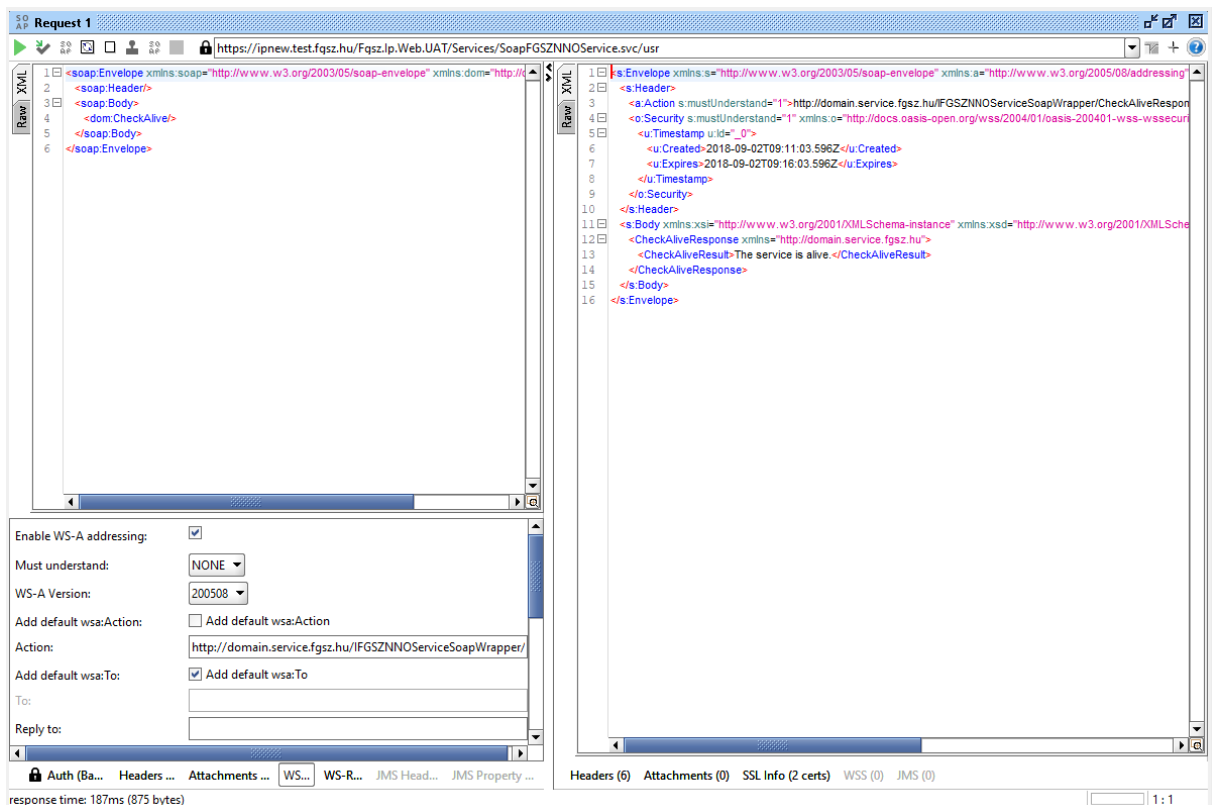 SOAP Request 1
https://ipnew.test.fgsz.hu/Fgsz.Ip.Web.UAT/Services/SoapFGSZNNOService.svc/usr
XML
Raw
1 <soap:Envelope xmlns:soap="http://www.w3.org/2003/05/soap-envelope" xmlns:dom="http://
2 <soap:Header/>
3 <soap:Body>
4 <dom:CheckAlive/>
5 </soap:Body>
6 </soap:Envelope>
XML
Raw
1 <s:Envelope xmlns:s="http://www.w3.org/2003/05/soap-envelope" xmlns:a="http://www.w3.org/2005/08/addressing"
2 <s:Header>
3 <a:Action s:mustUnderstand="1">http://domain.service.fgsz.hu/IFGSZNNOServiceSoapWrapper/CheckAliveRespon
4 <o:Security s:mustUnderstand="1" xmlns:o="http://docs.oasis-open.org/wss/2004/01/oasis-200401-wss-wssecuri
5 <u:Timestamp u:Id="_0">
6 <u:Created>2018-09-02T09:11:03.596Z</u:Created>
7 <u:Expires>2018-09-02T09:16:03.596Z</u:Expires>
8 </u:Timestamp>
9 </o:Security>
10 </s:Header>
11 <s:Body xmlns:xsi="http://www.w3.org/2001/XMLSchema-instance" xmlns:xsd="http://www.w3.org/2001/XMLSche
12 <CheckAliveResponse xmlns="http://domain.service.fgsz.hu">
13 <CheckAliveResult>The service is alive.</CheckAliveResult>
14 </CheckAliveResponse>
15 </s:Body>
16 </s:Envelope>
Enable WS-A addressing:
Must understand: NONE
WS-A Version: 200508
Add default wsa:Action: Add default wsa:Action
Action: http://domain.service.fgsz.hu/IFGSZNNOServiceSoapWrapper/
Add default wsa:To: Add default wsa:To
To:
Reply to:
Auth (Ba... Headers ... Attachments ... WS... WS-R... JMS Head... JMS Property ...
Headers (6) Attachments (0) SSL Info (2 certs) WSS (0) JMS (0)
response time: 187ms (875 bytes)
1 : 1